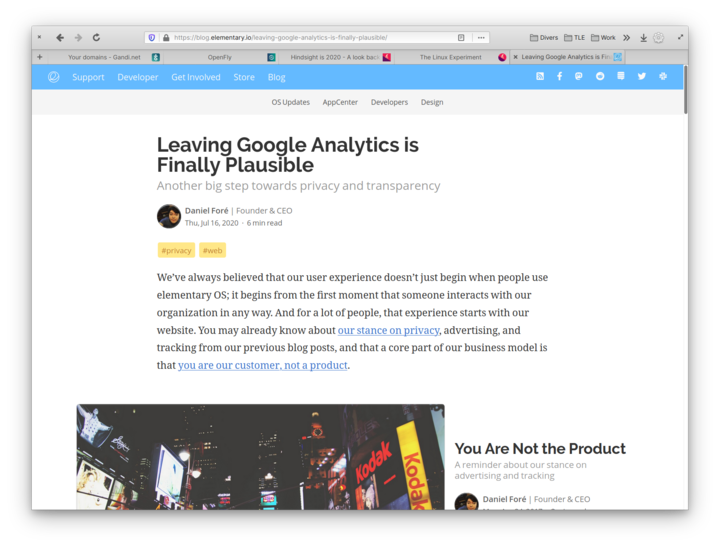 https://blog.elementary.io/leaving-google-analytics-is-finally-plausible/
Divers TLE Work
Your domains - Gandi.net OpenFly Hindsight is 2020 - A look back The Linux Experiment Leaving Google Analytics is Fin
Support Developer Get Involved Store Blog
OS Updates AppCenter Developers Design
Leaving Google Analytics is
Finally Plausible
Another big step towards privacy and transparency
Daniel Foré | Founder & CEO
Thu, Jul 16, 2020 · 6 min read
#privacy #web
We’ve always believed that our user experience doesn’t just begin when people use
elementary OS; it begins from the first moment that someone interacts with our
organization in any way. And for a lot of people, that experience starts with our
website. You may already know about our stance on privacy, advertising, and
tracking from our previous blog posts, and that a core part of our business model is
that you are our customer, not a product.
Kodak
Kodak
You Are Not the Product
A reminder about our stance on
advertising and tracking
Daniel Foré | Founder & CEO